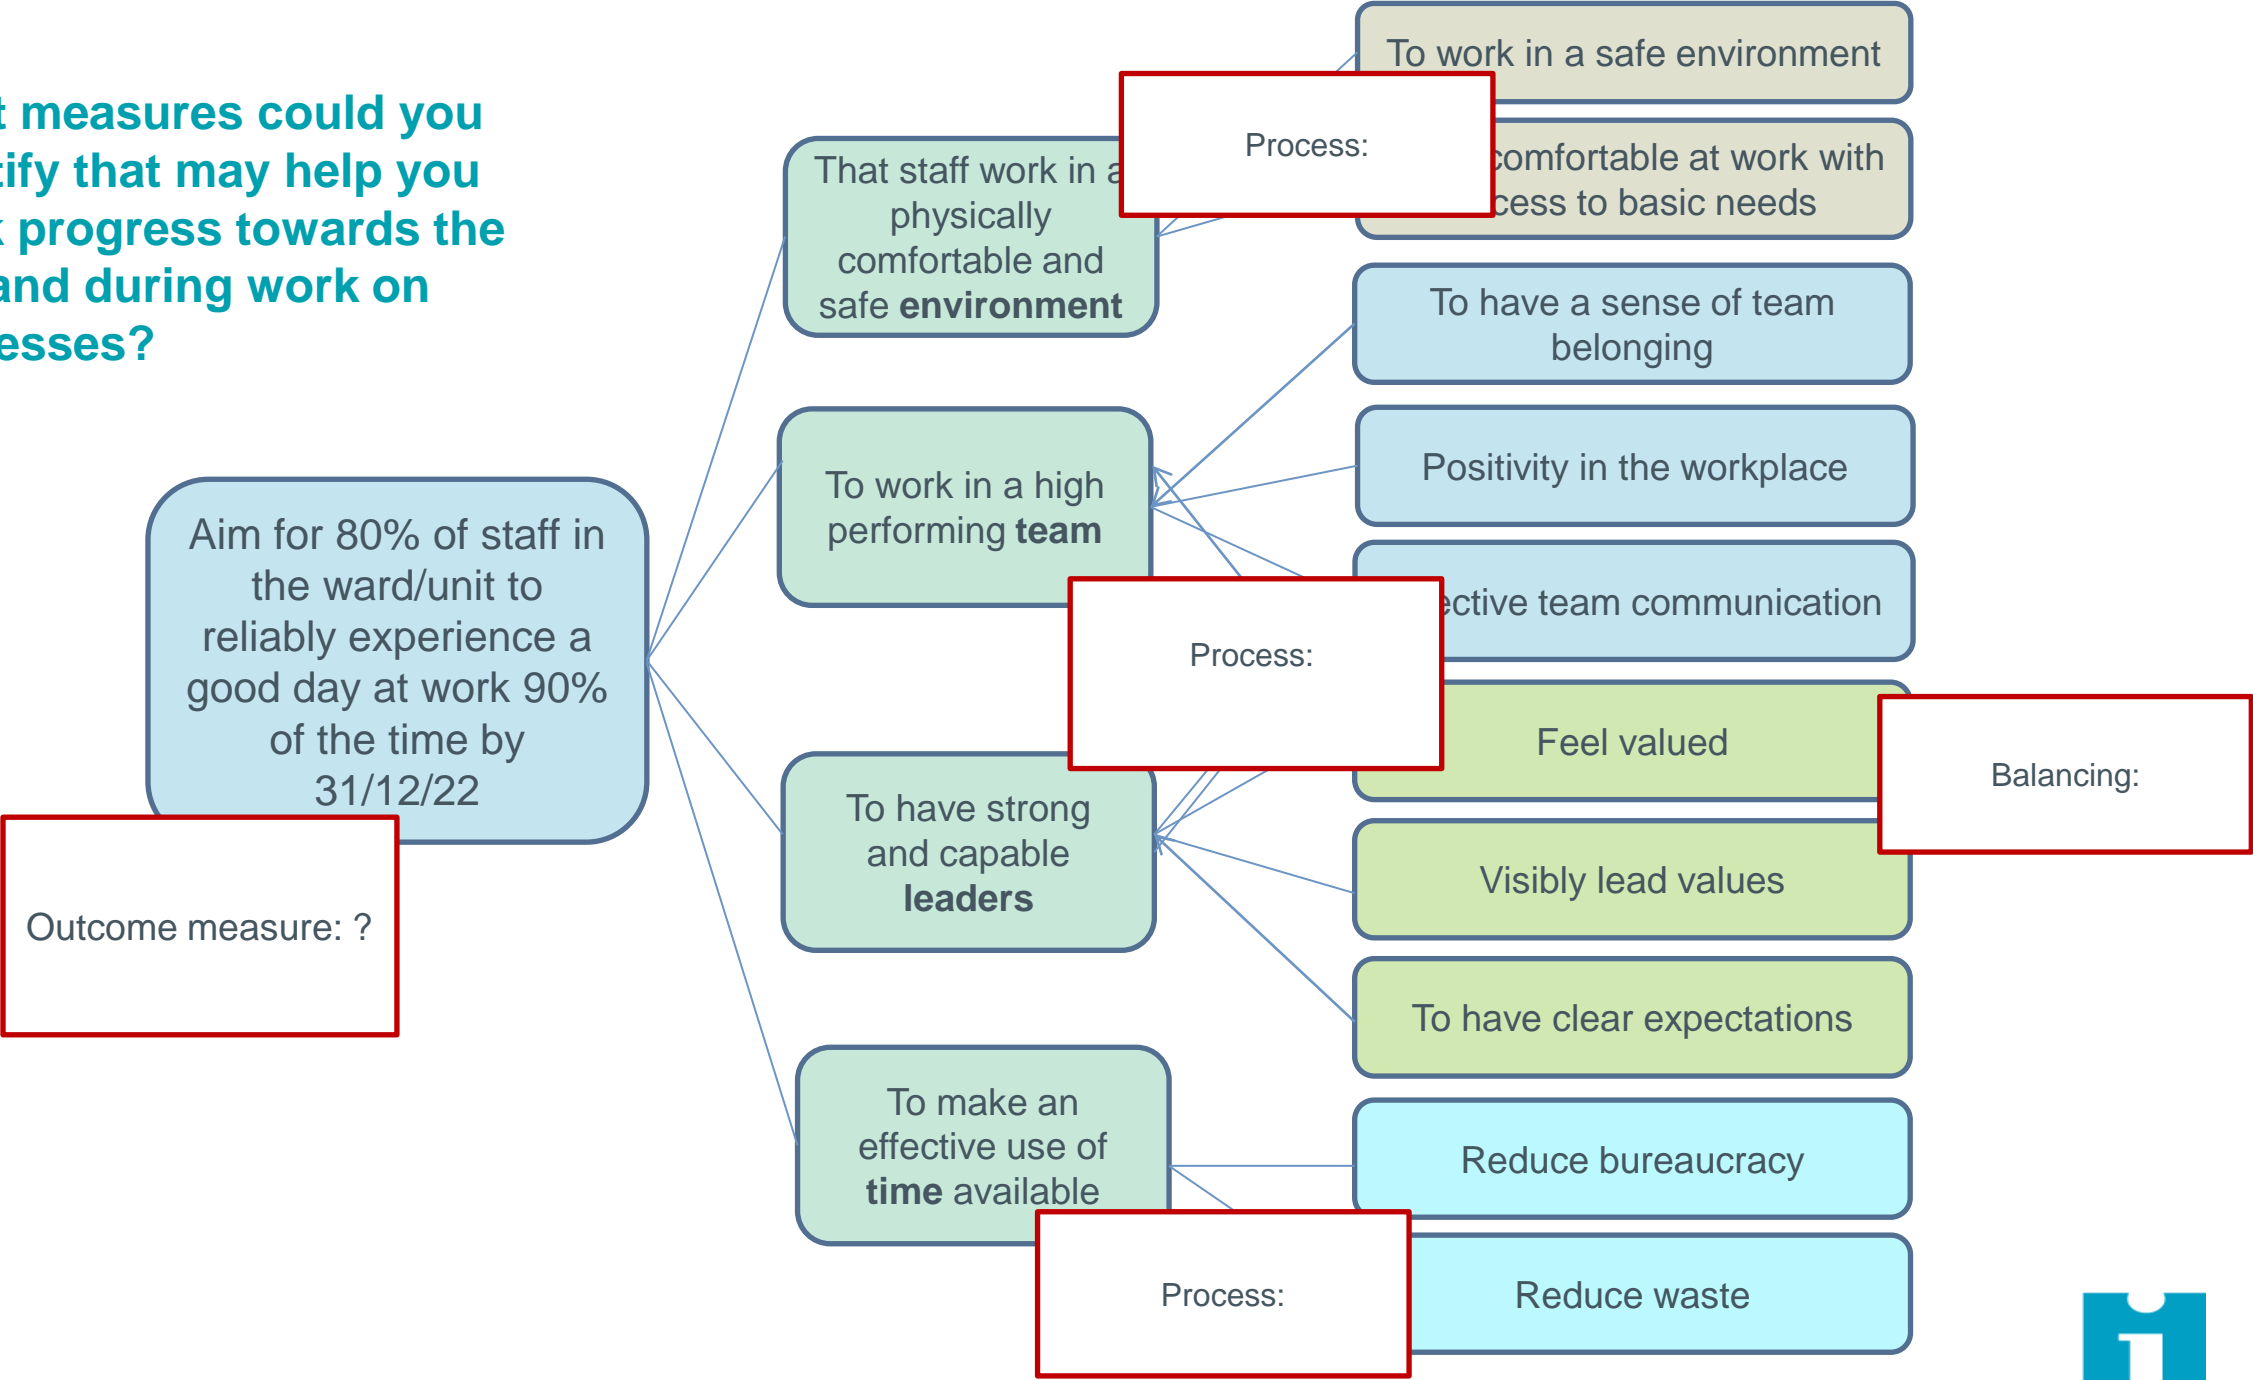 measures could you
that may help you
progress towards the
and during work on
Aim for 80% of staff in
the ward/unit to
reliably experience a
good day at work 90%
of the time by
31/12/22
Outcome measure: ?
That staff work in a
physically
comfortable and
safe environment
To work in a high
performing team
To have strong
and capable
leaders
To make an
effective use of
time available
Process:
Process:
Process:
To work in a safe environment
comfortable at work with
to basic needs
To have a sense of team
belonging
Positivity in the workplace
team communication
Feel valued
Visibly lead values
To have clear expectations
Reduce bureaucracy
Reduce waste
Balancing: